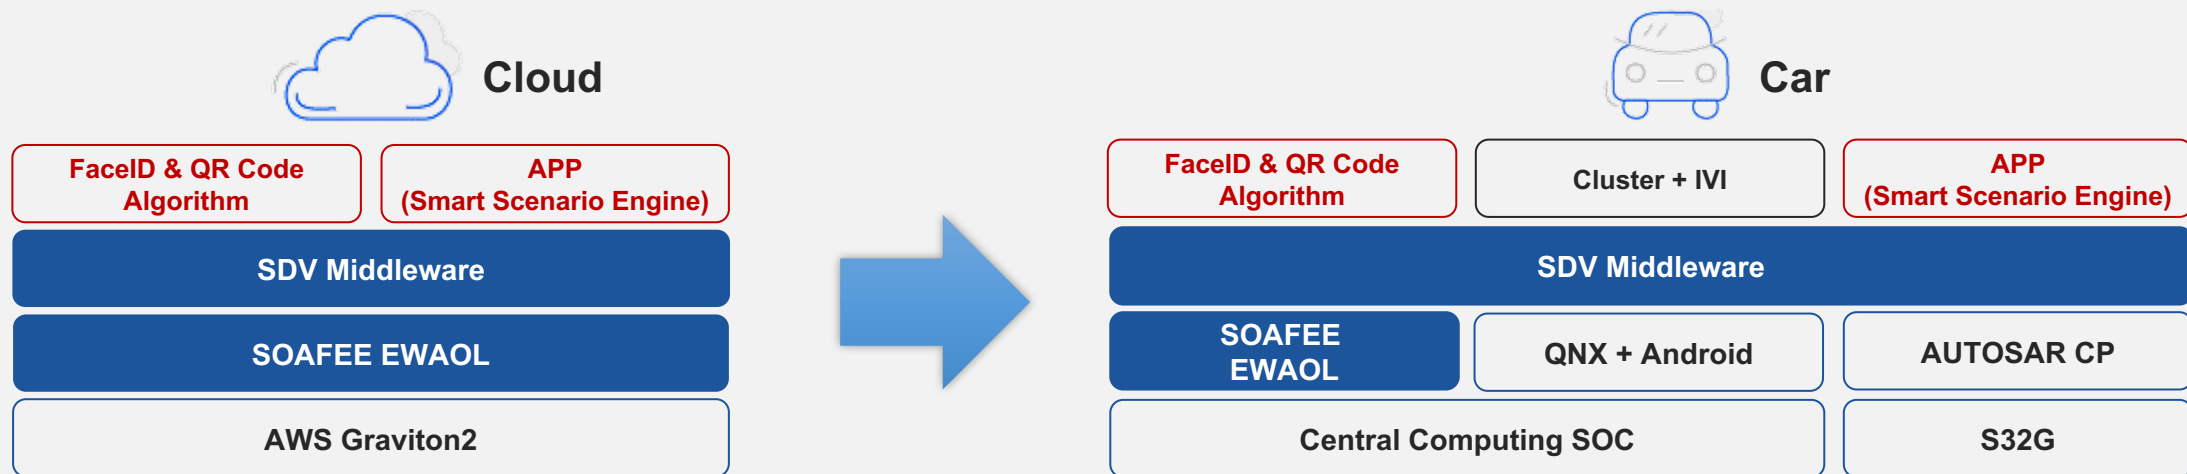 Cloud
FaceID & QR Code
Algorithm
APP
(Smart Scenario Engine)
SDV Middleware
SOAFEE EWAOL
AWS Graviton2
Car
FaceID & QR Code
Algorithm
Cluster + IVI
APP
(Smart Scenario Engine)
SDV Middleware
SOAFEE
EWAOL
QNX + Android
AUTOSAR CP
Central Computing SOC
S32G